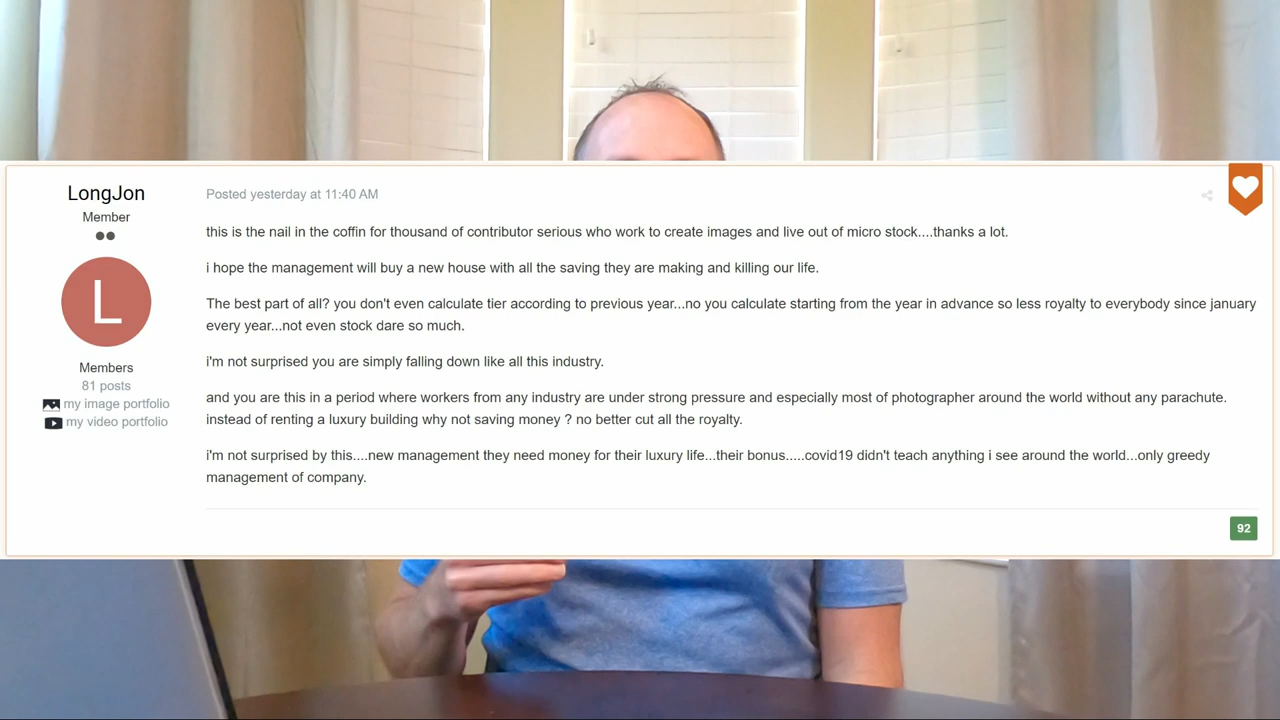 LongJon
Member
L
Members
81 posts
my image portfolio
my video portfolio
Posted yesterday at 11:40 AM
this is the nail in the coffin for thousand of contributor serious who work to create images and live out of micro stock....thanks a lot.
i hope the management will buy a new house with all the saving they are making and killing our life.
The best part of all? you don't even calculate tier according to previous year...no you calculate starting from the year in advance so less royalty to everybody since january
every year...not even stock dare so much.
i'm not surprised you are simply falling down like all this industry.
and you are this in a period where workers from any industry are under strong pressure and especially most of photographer around the world without any parachute.
instead of renting a luxury building why not saving money ? no better cut all the royalty.
i'm not surprised by this....new management they need money for their luxury life...their bonus.....covid19 didn't teach anything i see around the world...only greedy
management of company.
92